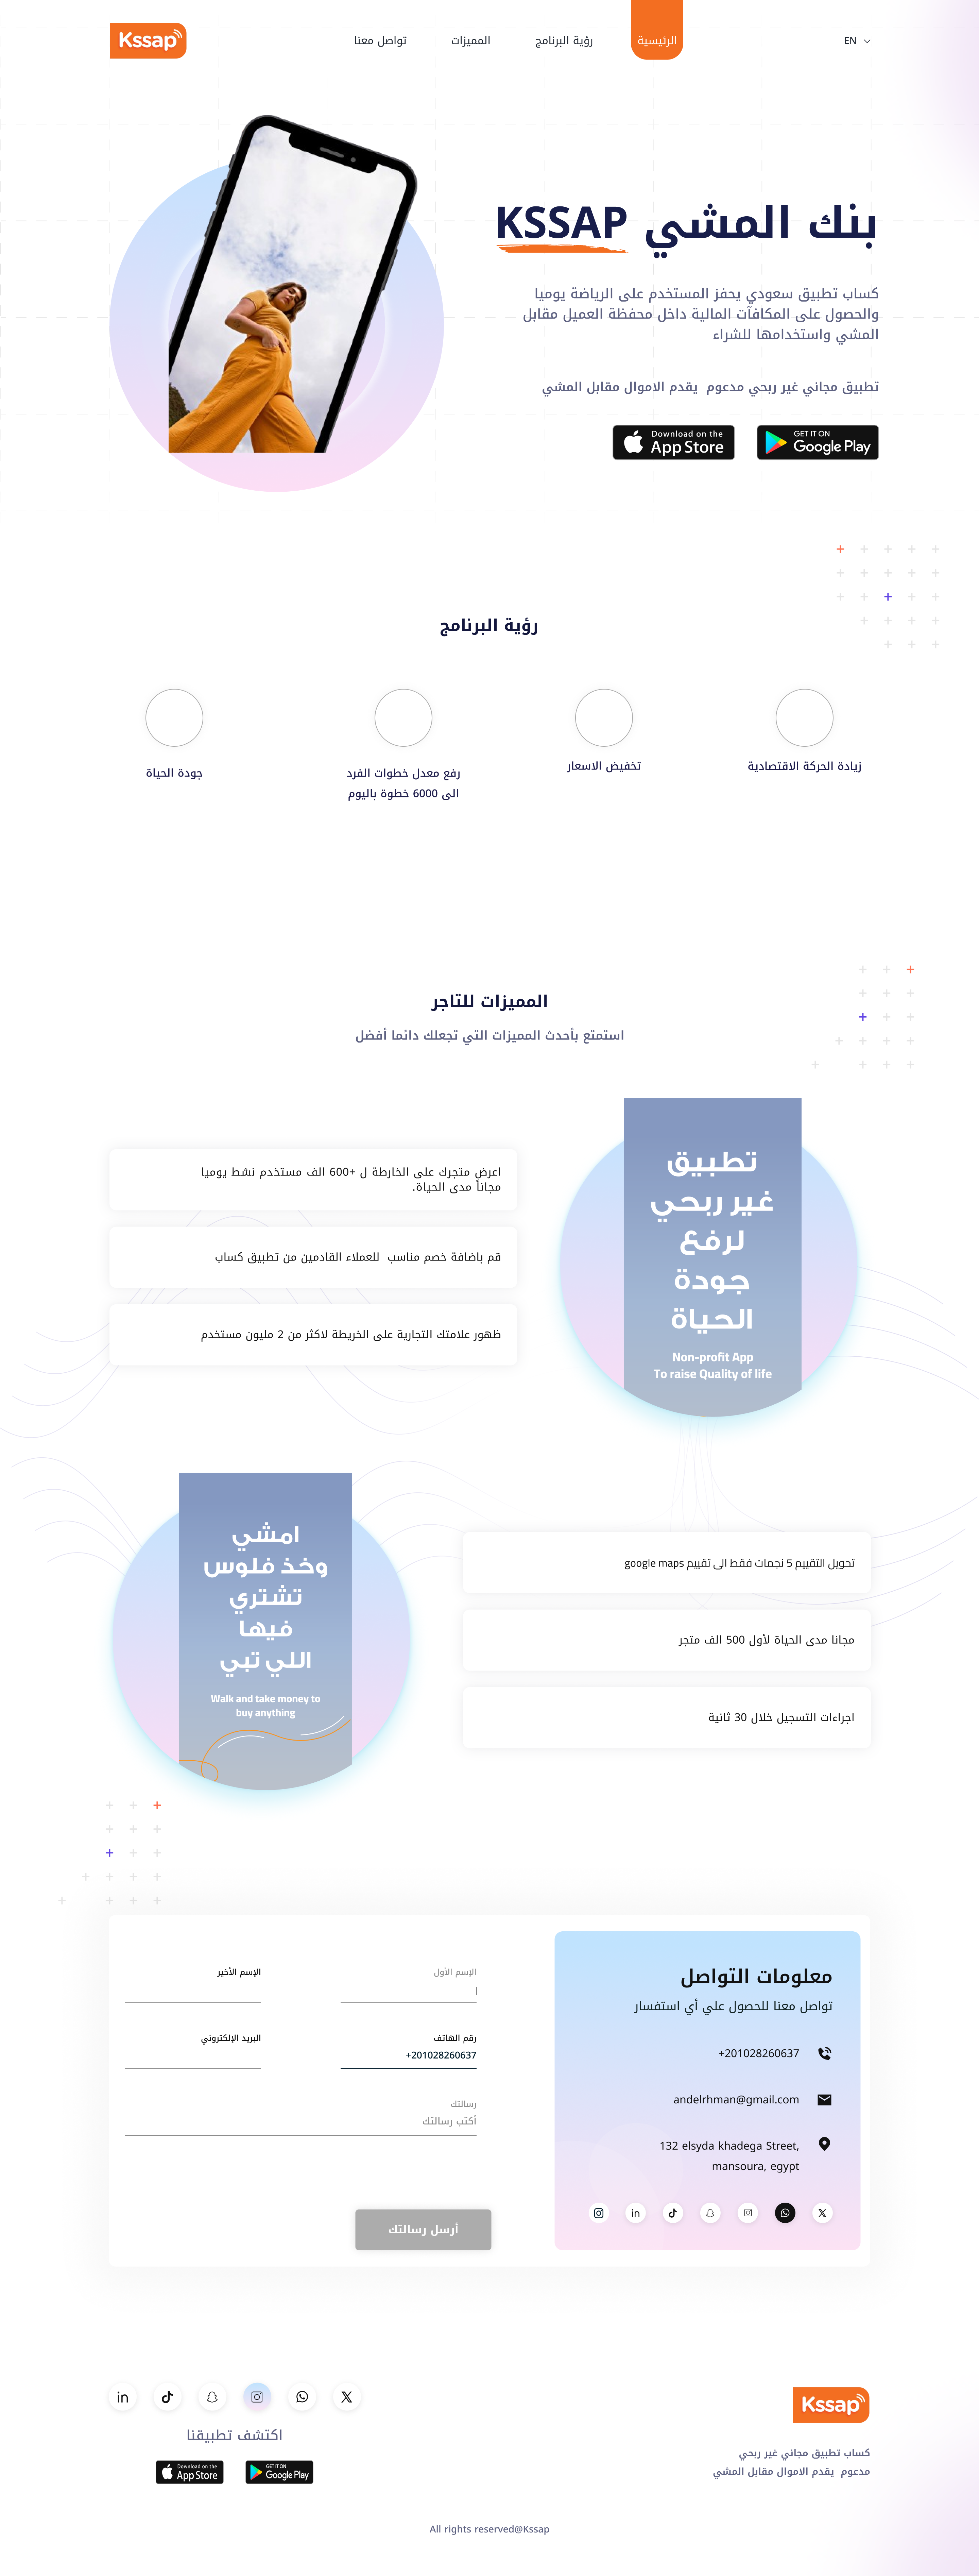 EN
الرئيسية
رؤية البرنامج
المميزات
تواصل معنا
Kssap
بنك المشي KSSAP
كساب تطبيق سعودي يحفز المستخدم على الرياضة يوميا
والحصول على المكافآت المالية داخل محفظة العميل مقابل
المشي واستخدامها للشراء
تطبيق مجاني غير ربحي مدعوم يقدم الاموال مقابل المشي
GET IT ON
Google Play
Download on the
App Store
رؤية البرنامج
زيادة الحركة الاقتصادية
تخفيض الاسعار
رفع معدل خطوات الفرد
الى 6000 خطوة باليوم
جودة الحياة
المميزات للتاجر
استمتع بأحدث المميزات التي تجعلك دائما أفضل
تطبيق
غير ربحي
لرفع
جودة
الحياة
Non-profit App
To raise Quality of life
اعرض متجرك على الخارطة ل +600 الف مستخدم نشط يوميا
مجاناً مدى الحياة.
قم باضافة خصم مناسب للعملاء القادمين من تطبيق كساب
ظهور علامتك التجارية على الخريطة لاكثر من 2 مليون مستخدم
تحويل التقييم 5 نجمات فقط الى تقييم google maps
مجانا مدى الحياة لأول 500 الف متجر
اجراءات التسجيل خلال 30 ثانية
امشي
وخذ فلوس
تشتري
فيها
اللي تبي
Walk and take money to
buy anything
معلومات التواصل
تواصل معنا للحصول علي أي استفسار
+201028260637
andelrhman@gmail.com
132 elsyda khadega Street,
mansoura, egypt
الإسم الأول
الإسم الأخير
رقم الهاتف
+201028260637
البريد الإلكتروني
رسالتك
أكتب رسالتك
أرسل رسالتك
Kssap
كساب تطبيق مجاني غير ربحي
مدعوم يقدم الاموال مقابل المشي
اكتشف تطبيقنا
GET IT ON
Google Play
Download on the
App Store
All rights reserved@Kssap